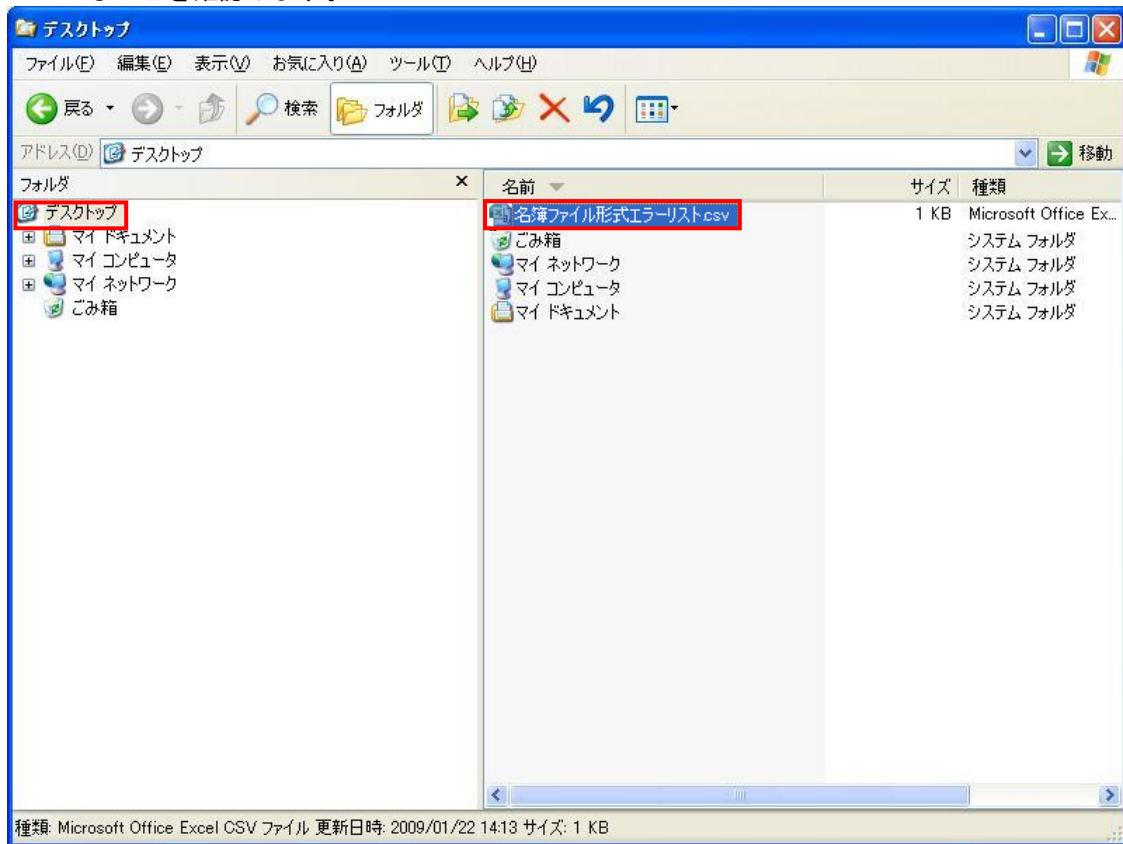 デスクトップ
ファイル(F) 編集(E) 表示(V) お気に入り(A) ツール(T) ヘルプ(H)
戻る 検索 フォルダ
アドレス(D) デスクトップ 移動
フォルダ × 名前 サイズ 種類
デスクトップ 名簿ファイル形式エラーリスト.csv 1 KB Microsoft Office Ex...
マイ ドキュメント ごみ箱 システム フォルダ
マイ コンピュータ マイ ネットワーク システム フォルダ
マイ ネットワーク マイ コンピュータ システム フォルダ
ごみ箱 マイ ドキュメント システム フォルダ
種類: Microsoft Office Excel CSV ファイル 更新日時: 2009/01/22 14:13 サイズ: 1 KB